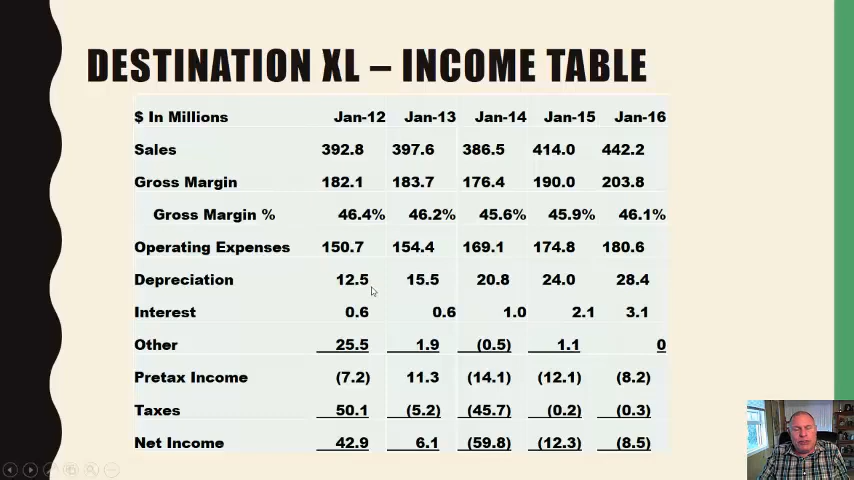 DESTINATION XL – INCOME TABLE
$ In Millions Jan-12 Jan-13 Jan-14 Jan-15 Jan-16
Sales 392.8 397.6 386.5 414.0 442.2
Gross Margin 182.1 183.7 176.4 190.0 203.8
Gross Margin % 46.4% 46.2% 45.6% 45.9% 46.1%
Operating Expenses 150.7 154.4 169.1 174.8 180.6
Depreciation 12.5 15.5 20.8 24.0 28.4
Interest 0.6 0.6 1.0 2.1 3.1
Other 25.5 1.9 (0.5) 1.1 0
Pretax Income (7.2) 11.3 (14.1) (12.1) (8.2)
Taxes 50.1 (5.2) (45.7) (0.2) (0.3)
Net Income 42.9 6.1 (59.8) (12.3) (8.5)